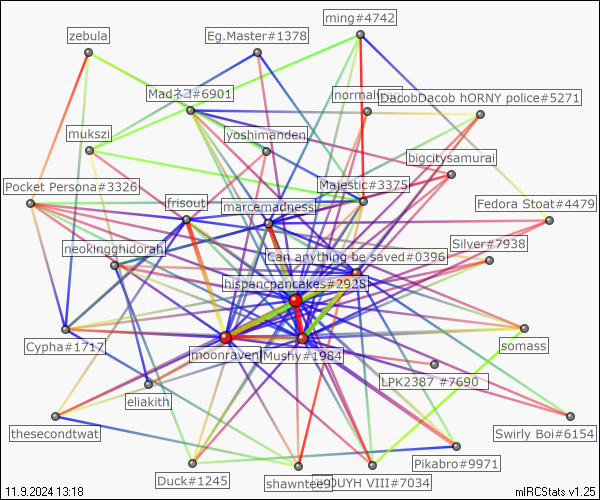 ming#4742
zebula
Eg.Master#1378
Madネコ#6901
DacobDacob hORNY police#5271
mukszi
yoshimanden
bigcitysamurai
Pocket Persona#3326
Majestic#3375
frisout
marcemadness
Fedora Stoat#4479
neokingghidorah
Can anything be saved#0396
Silver#7938
hispancpancakes#2928
Cypha#1717
moonraven
Mushy#1984
somass
LPK2387 #7690
eliakith
thesecondtwat
Swirly Boi#6154
Pikabro#9971
Duck#1245
shawntee9
VIII#7034
11.9.2024 13:18
mIRCStats v1.25